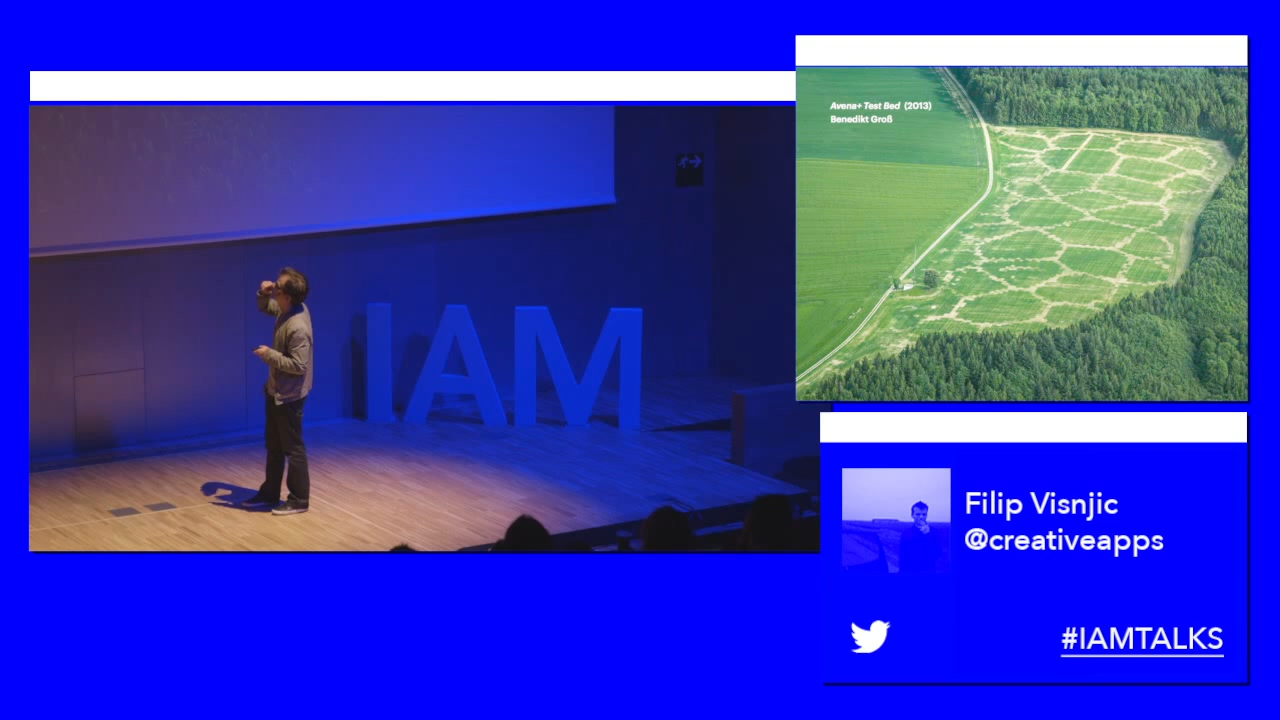 IAM
Avena+ Test Bed (2013)
Benedikt Groß
Filip Visnjic
@creativeapps
#IAMTALKS